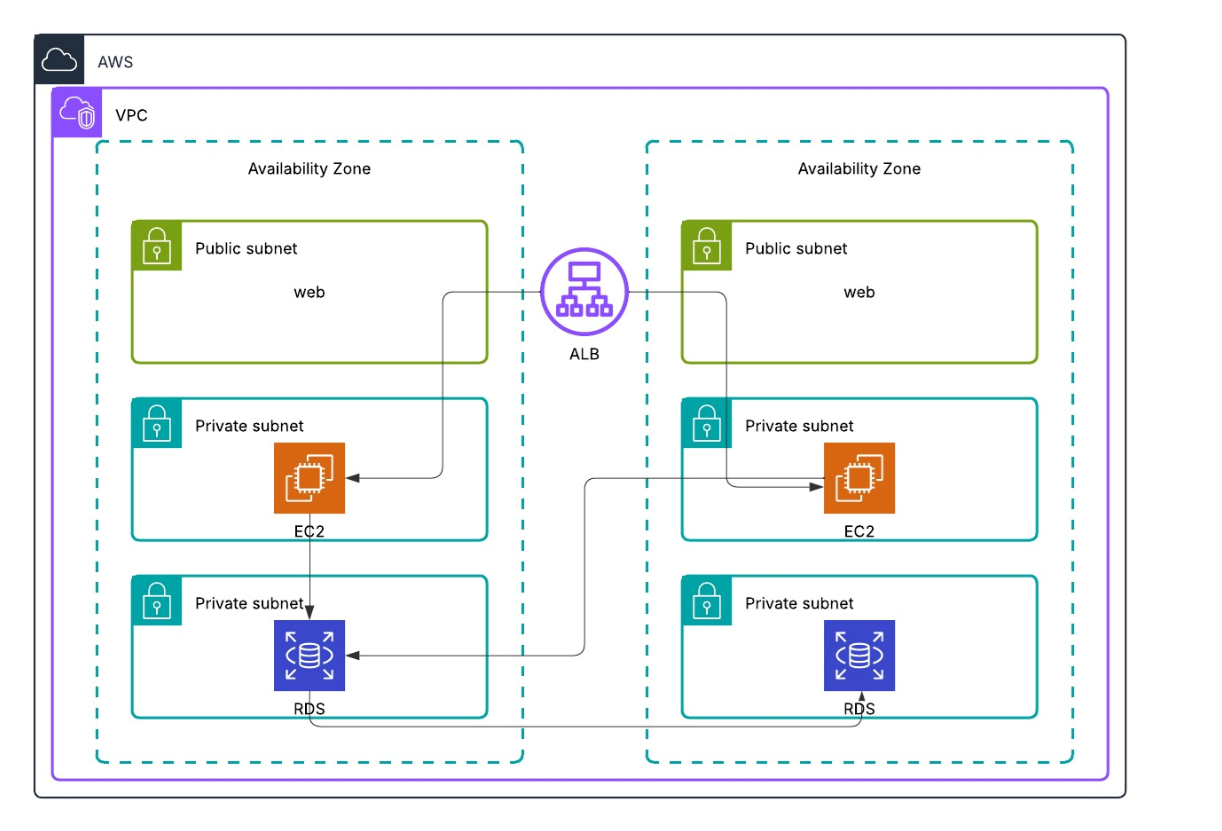 AWS
VPC
Availability Zone
Availability Zone
Public subnet
web
ALB
Public subnet
web
Private subnet
EC2
Private subnet
EC2
Private subnet
RDS
Private subnet
RDS